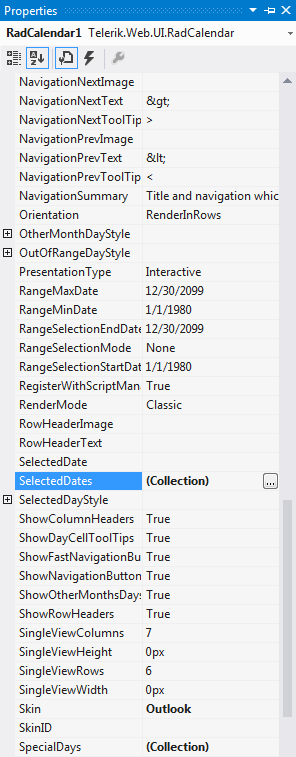 Properties
RadCalendar1 Telerik.Web.UI.RadCalendar
NavigationNextImage
NavigationNextText &gt;
NavigationNextToolTip >
NavigationPrevImage
NavigationPrevText &lt;
NavigationPrevToolTip <
NavigationSummary Title and navigation whic
Orientation RenderInRows
OtherMonthDayStyle
OutOfRangeDayStyle
PresentationType Interactive
RangeMaxDate 12/30/2099
RangeMinDate 1/1/1980
RangeSelectionEndDate 12/30/2099
RangeSelectionMode None
RangeSelectionStartDat 1/1/1980
RegisterWithScriptMana True
RenderMode Classic
RowHeaderImage
RowHeaderText
SelectedDate
SelectedDates (Collection) ...
SelectedDayStyle
ShowColumnHeaders True
ShowDayCellToolTips True
ShowFastNavigationBu True
ShowNavigationButton True
ShowOtherMonthsDays True
ShowRowHeaders True
SingleViewColumns 7
SingleViewHeight 0px
SingleViewRows 6
SingleViewWidth 0px
Skin Outlook
SkinID
SpecialDays (Collection)